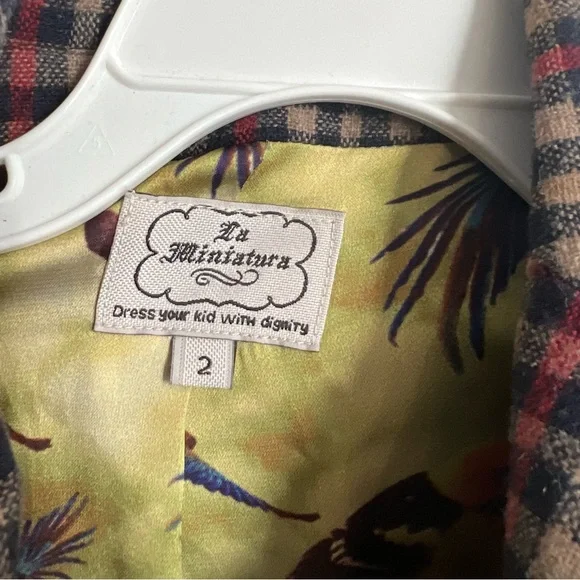 La
Miniatura
Dress your kid with dignity
2